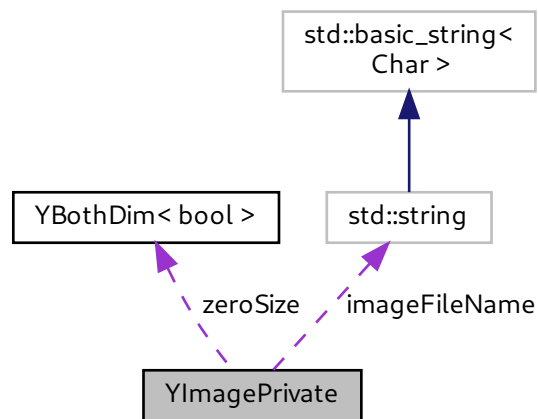 std::basic_string<
Char >
YBothDim< bool >
std::string
zeroSize
imageFileName
YImagePrivate